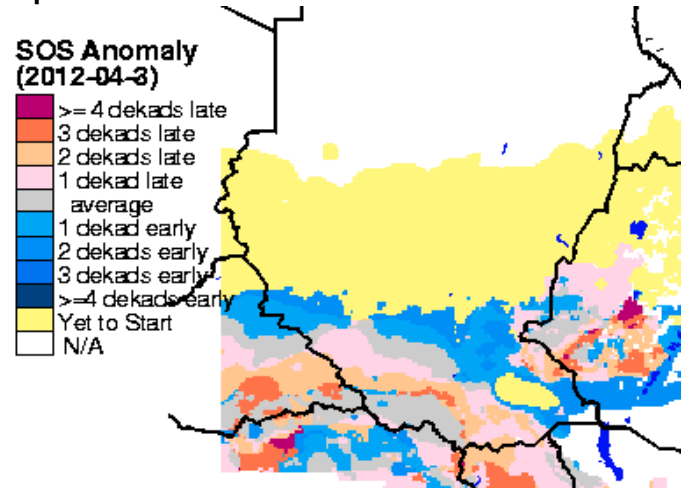 SOS Anomaly
(2012-04-3)
>= 4 dekads late
3 dekads late
2 dekads late
1 dekad late
average
1 dekad early
2 dekads early
3 dekads early
>=4 dekads early
Yet to Start
N/A